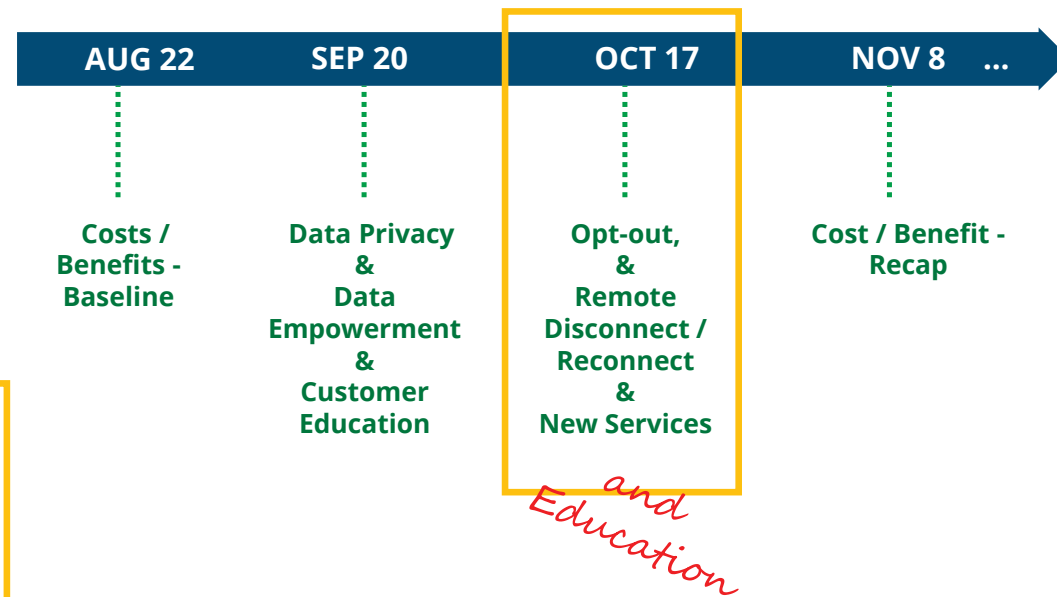 AUG 22 SEP 20 OCT 17 NOV 8 ...
Costs /
Benefits -
Baseline
Data Privacy
&
Data
Empowerment
&
Customer
Education
Opt-out,
&
Remote
Disconnect /
Reconnect
&
New Services
and
Education
Cost / Benefit -
Recap